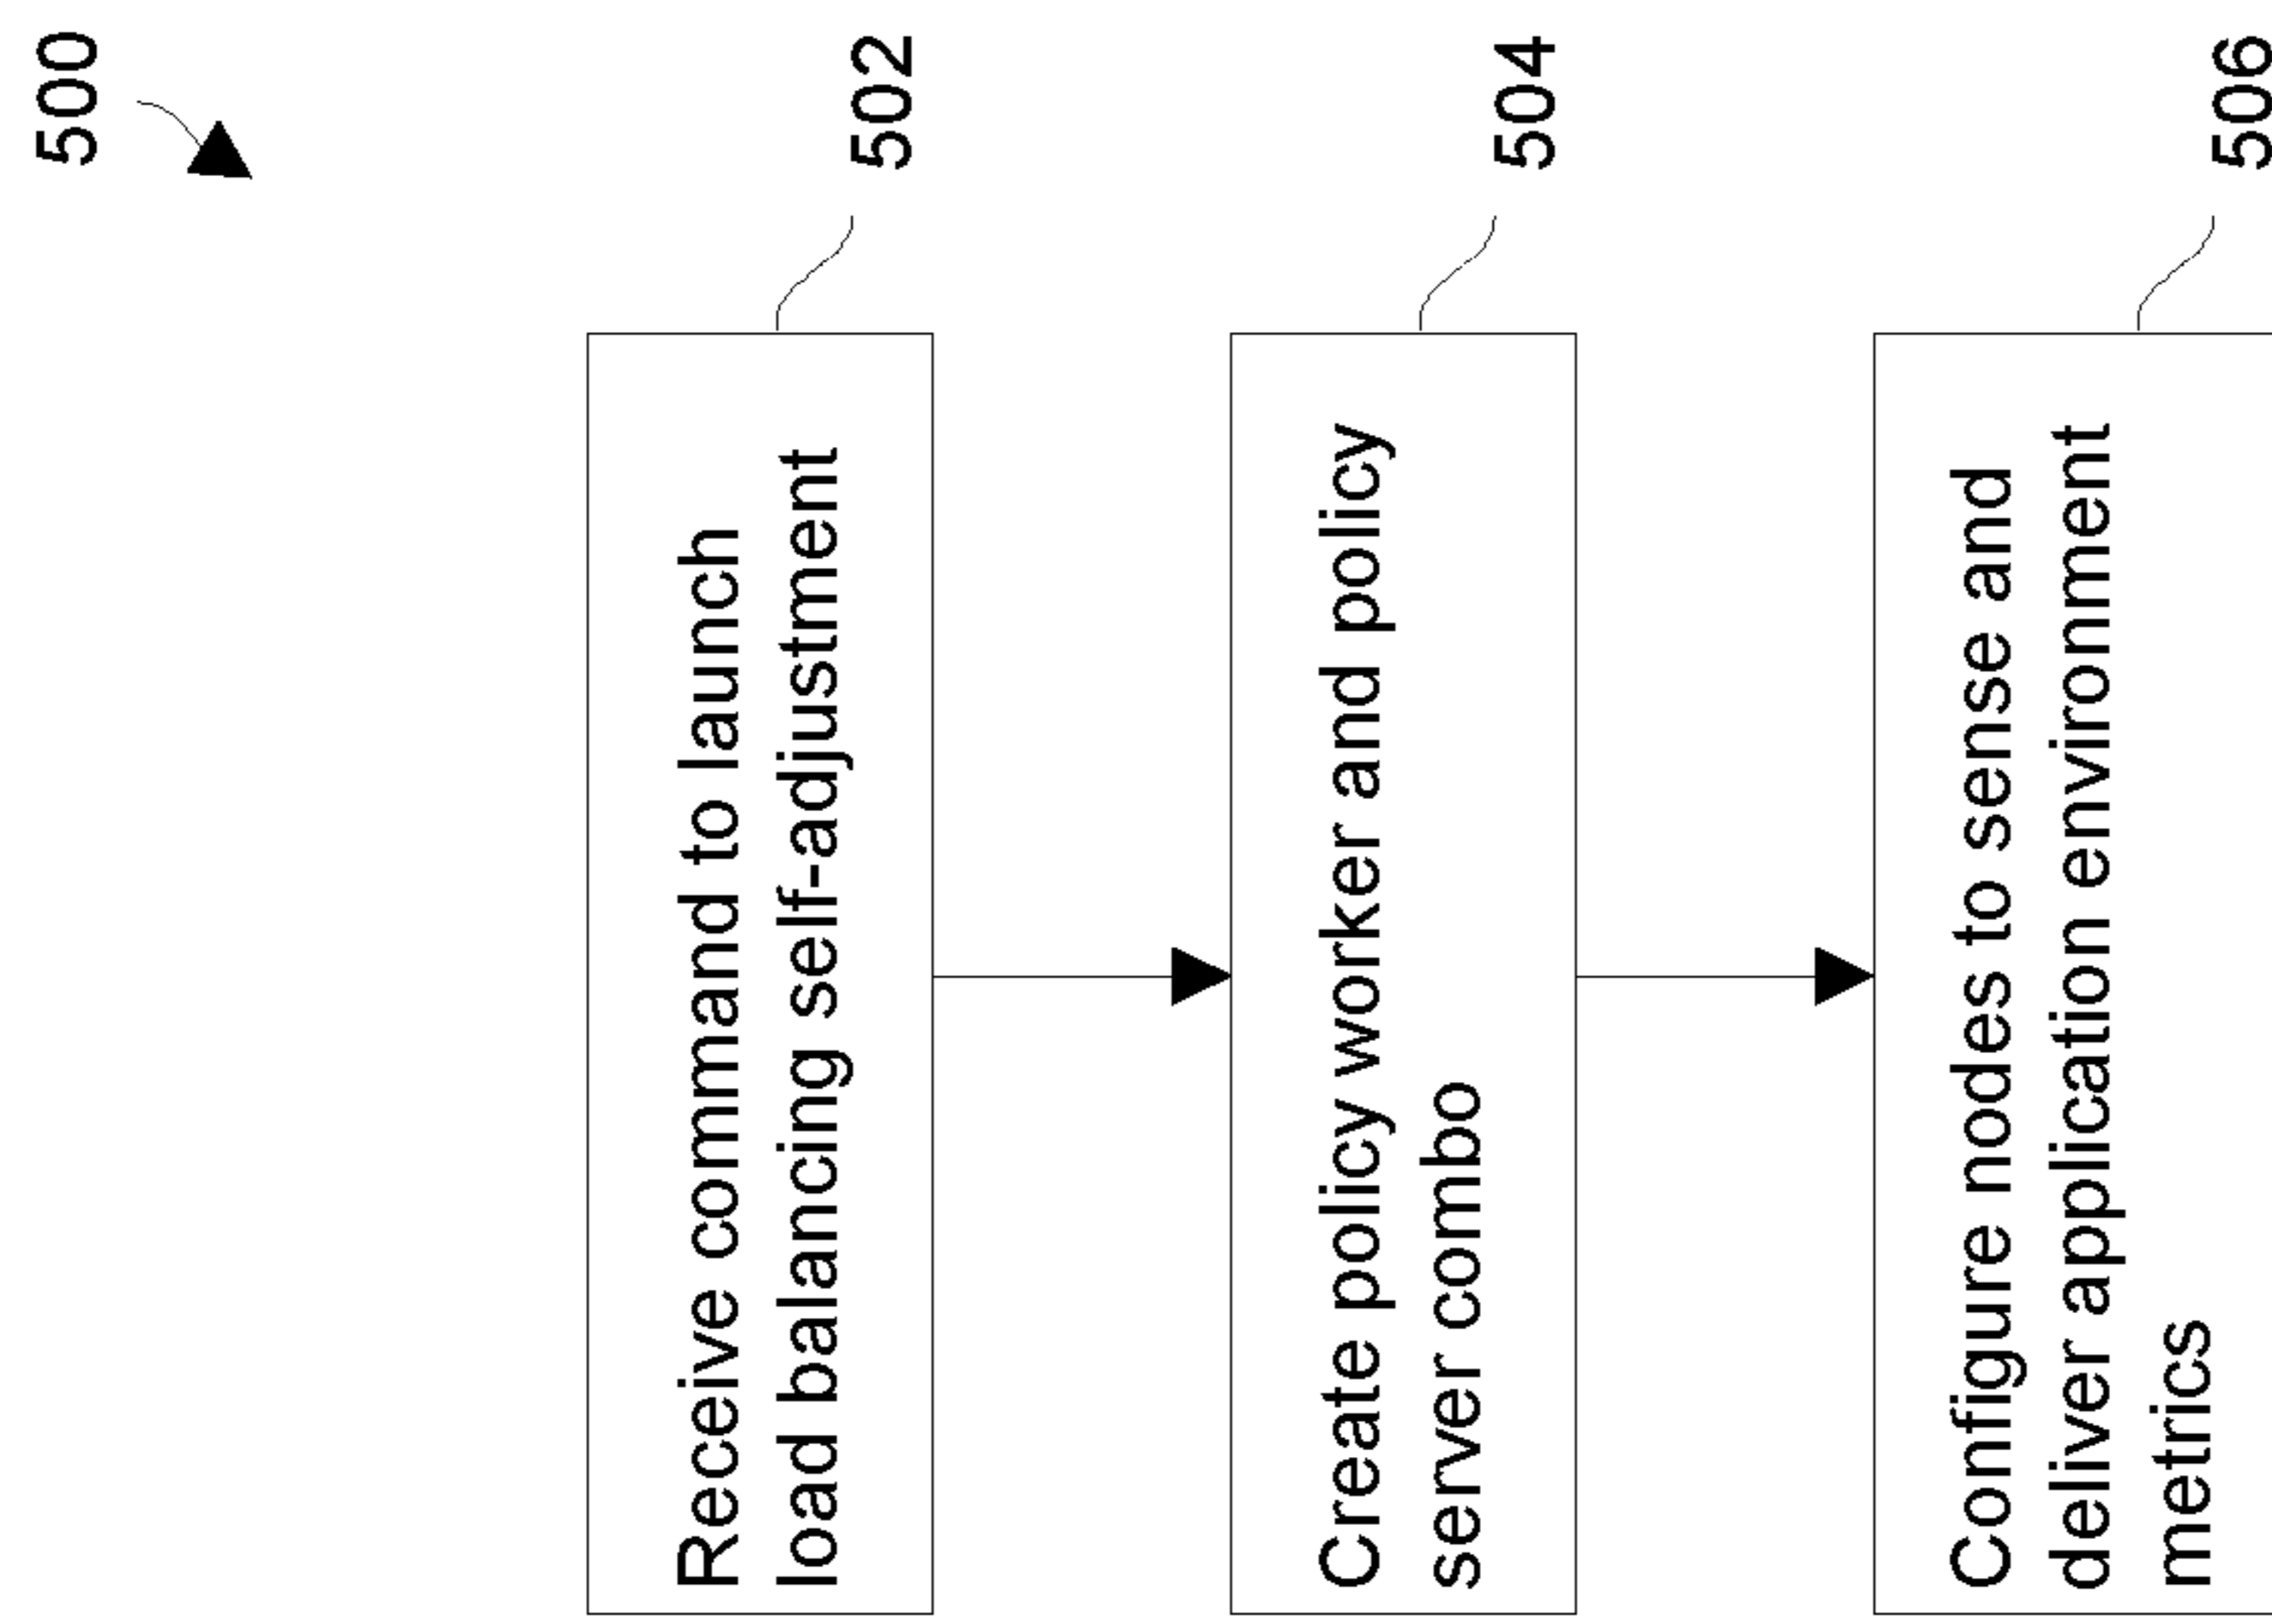 500
Receive command to launch
load balancing self-adjustment
502
Create policy worker and policy
server combo
504
Configure nodes to sense and
deliver application environment
metrics
506